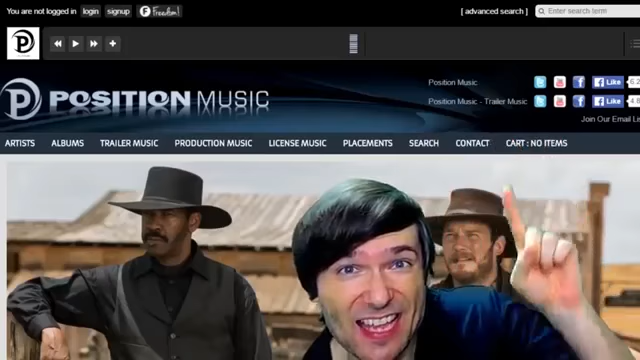 You are not logged in login signup Freedom! [ advanced search ] Enter search term
POSITION MUSIC
Position Music Like
Position Music - Trailer Music Like
Join Our Email
ARTISTS ALBUMS TRAILER MUSIC PRODUCTION MUSIC LICENSE MUSIC PLACEMENTS SEARCH CONTACT CART : NO ITEMS